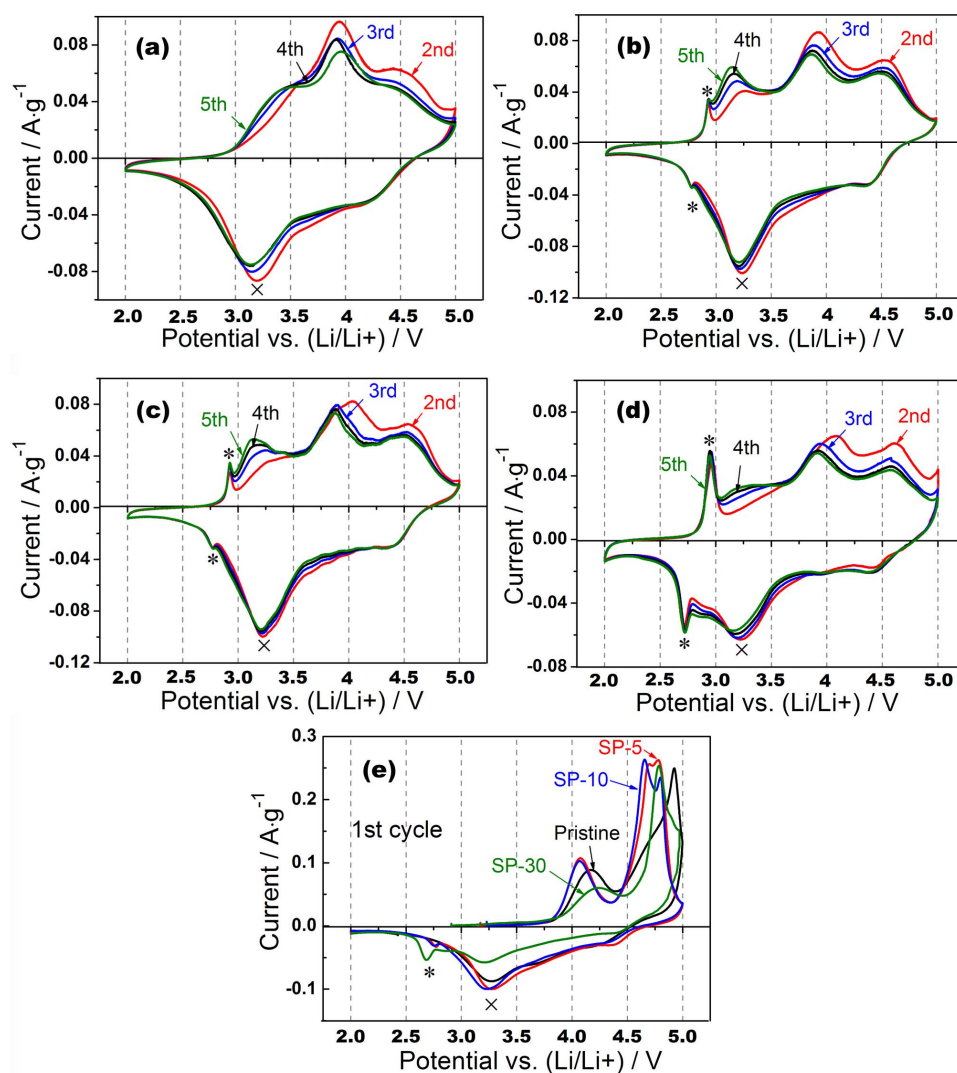 (a)
4th
3rd
2nd
5th
×
0.08
0.04
0.00
-0.04
-0.08
Current / A·g⁻¹
2.0 2.5 3.0 3.5 4.0 4.5 5.0
Potential vs. (Li/Li+) / V
(b)
5th
4th
3rd
2nd
*
*
×
0.08
0.04
0.00
-0.04
-0.08
-0.12
Current / A·g⁻¹
2.0 2.5 3.0 3.5 4.0 4.5 5.0
Potential vs. (Li/Li+) / V
(c)
5th
4th
3rd
2nd
*
*
×
0.08
0.04
0.00
-0.04
-0.08
-0.12
Current / A·g⁻¹
2.0 2.5 3.0 3.5 4.0 4.5 5.0
Potential vs. (Li/Li+) / V
(d)
5th
4th
3rd
2nd
*
*
×
0.08
0.04
0.00
-0.04
-0.08
Current / A·g⁻¹
2.0 2.5 3.0 3.5 4.0 4.5 5.0
Potential vs. (Li/Li+) / V
(e)
SP-5
SP-10
1st cycle
Pristine
SP-30
*
×
0.3
0.2
0.1
0.0
-0.1
Current / A·g⁻¹
2.0 2.5 3.0 3.5 4.0 4.5 5.0
Potential vs. (Li/Li+) / V